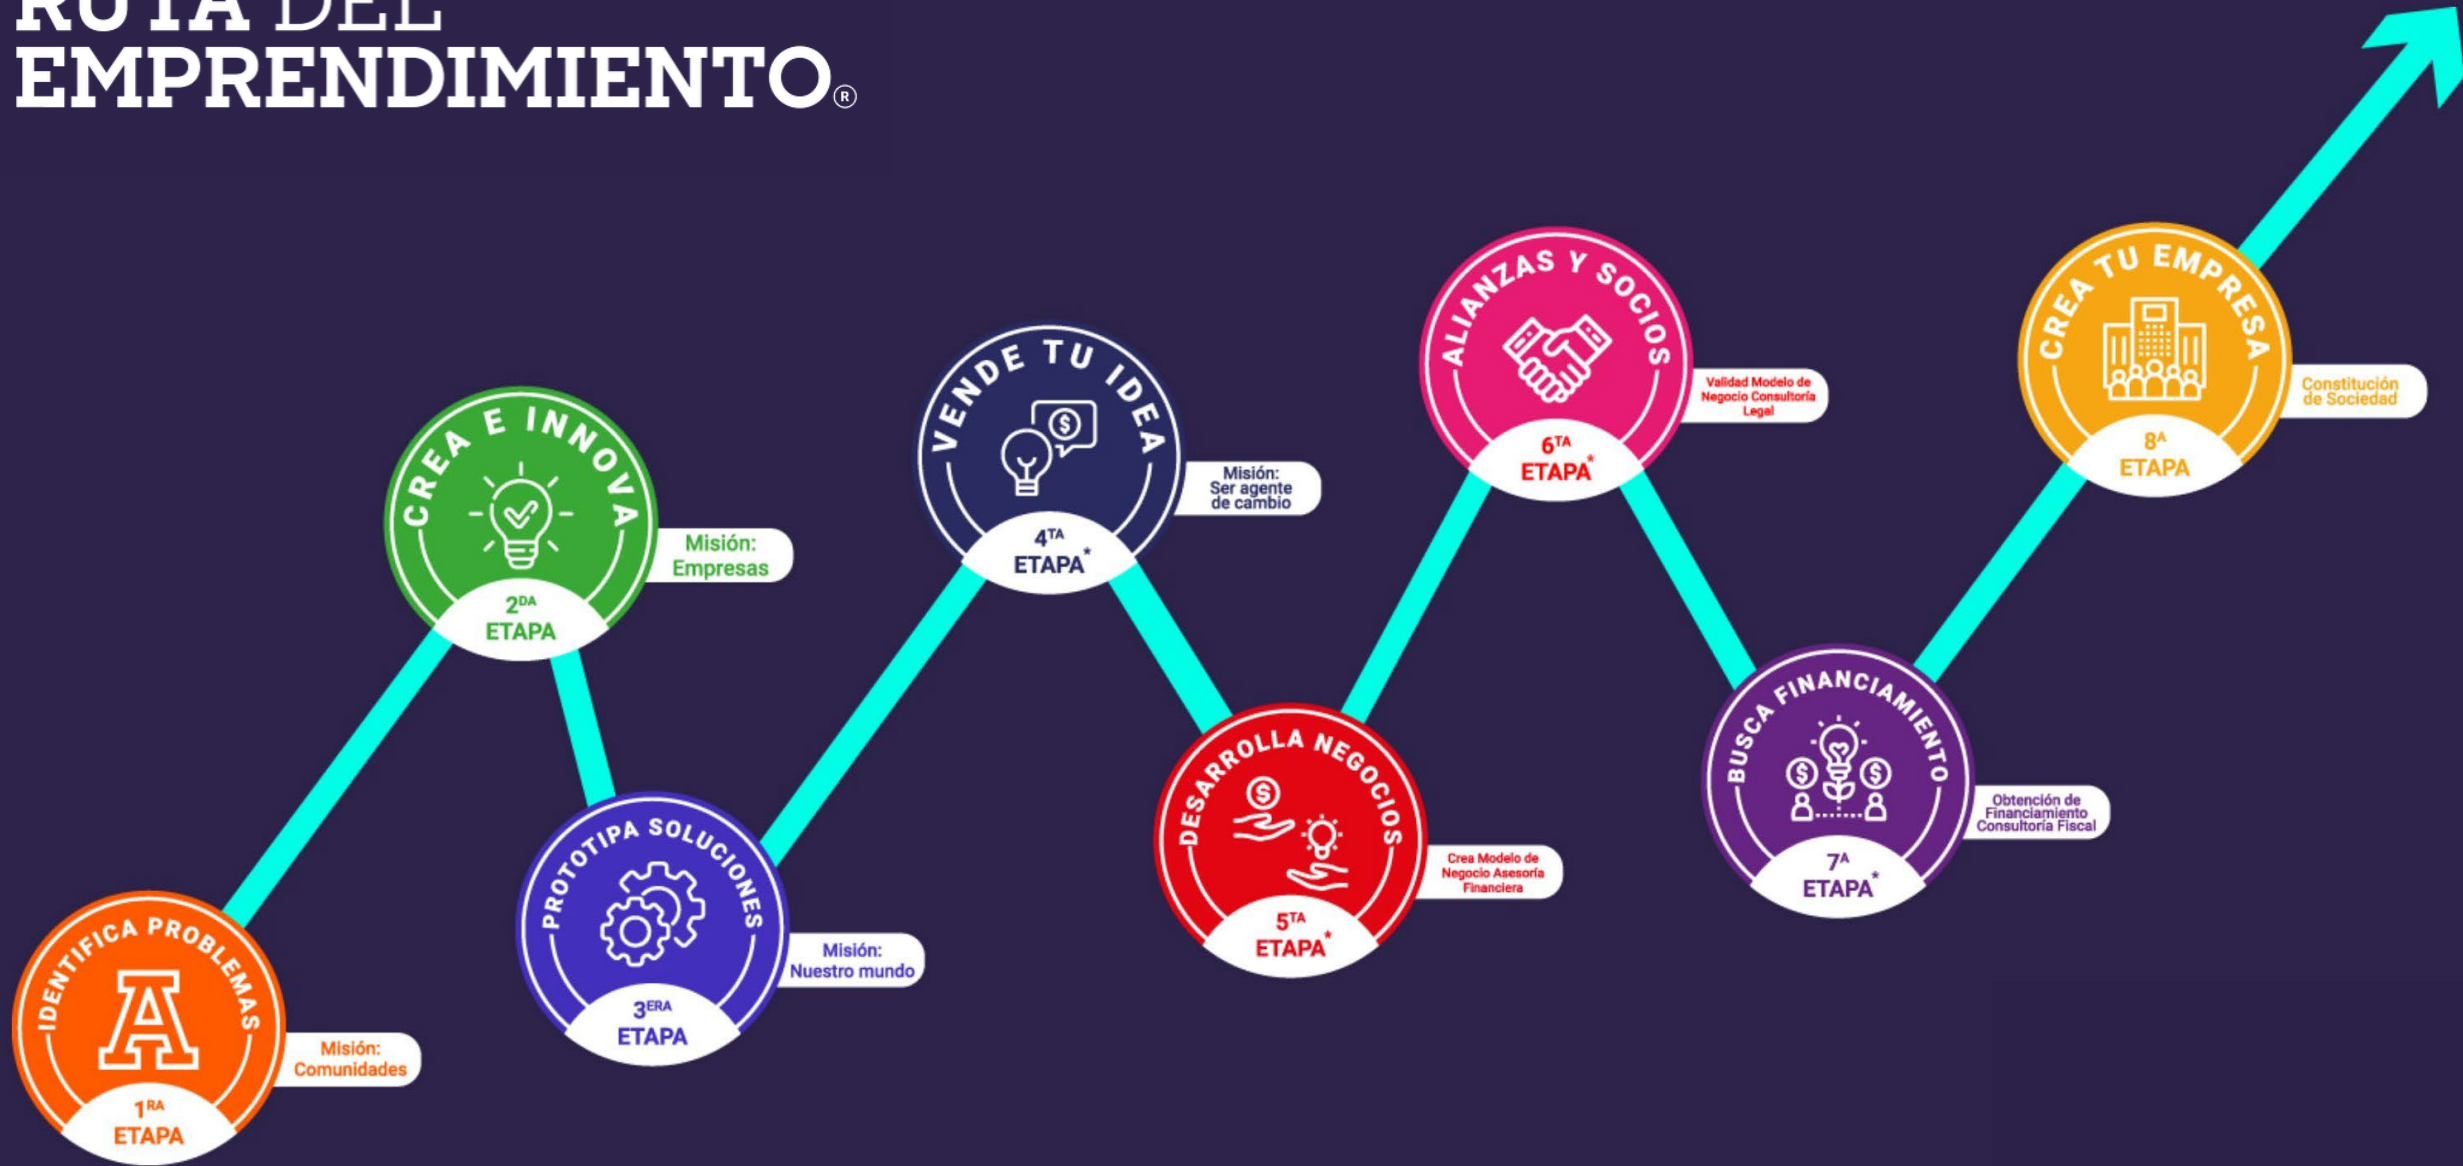 RUTA DEL
EMPRENDIMIENTO®
IDENTIFICA PROBLEMAS
A
1RA
ETAPA
Misión:
Comunidades
CREA E INNOVA
2DA
ETAPA
Misión:
Empresas
PROTOTIPA SOLUCIONES
3ERA
ETAPA
Misión:
Nuestro mundo
VENDE TU IDEA
$
4TA
ETAPA*
Misión:
Ser agente
de cambio
DESARROLLA NEGOCIOS
$
5TA
ETAPA*
Crea Modelo de
Negocio Asesoría
Financiera
ALIANZAS Y SOCIOS
6TA
ETAPA*
Validad Modelo de
Negocio Consultoría
Legal
BUSCA FINANCIAMIENTO
$ $
7A
ETAPA*
Obtención de
Financiamiento
Consultoría Fiscal
CREA TU EMPRESA
8A
ETAPA
Constitución
de Sociedad